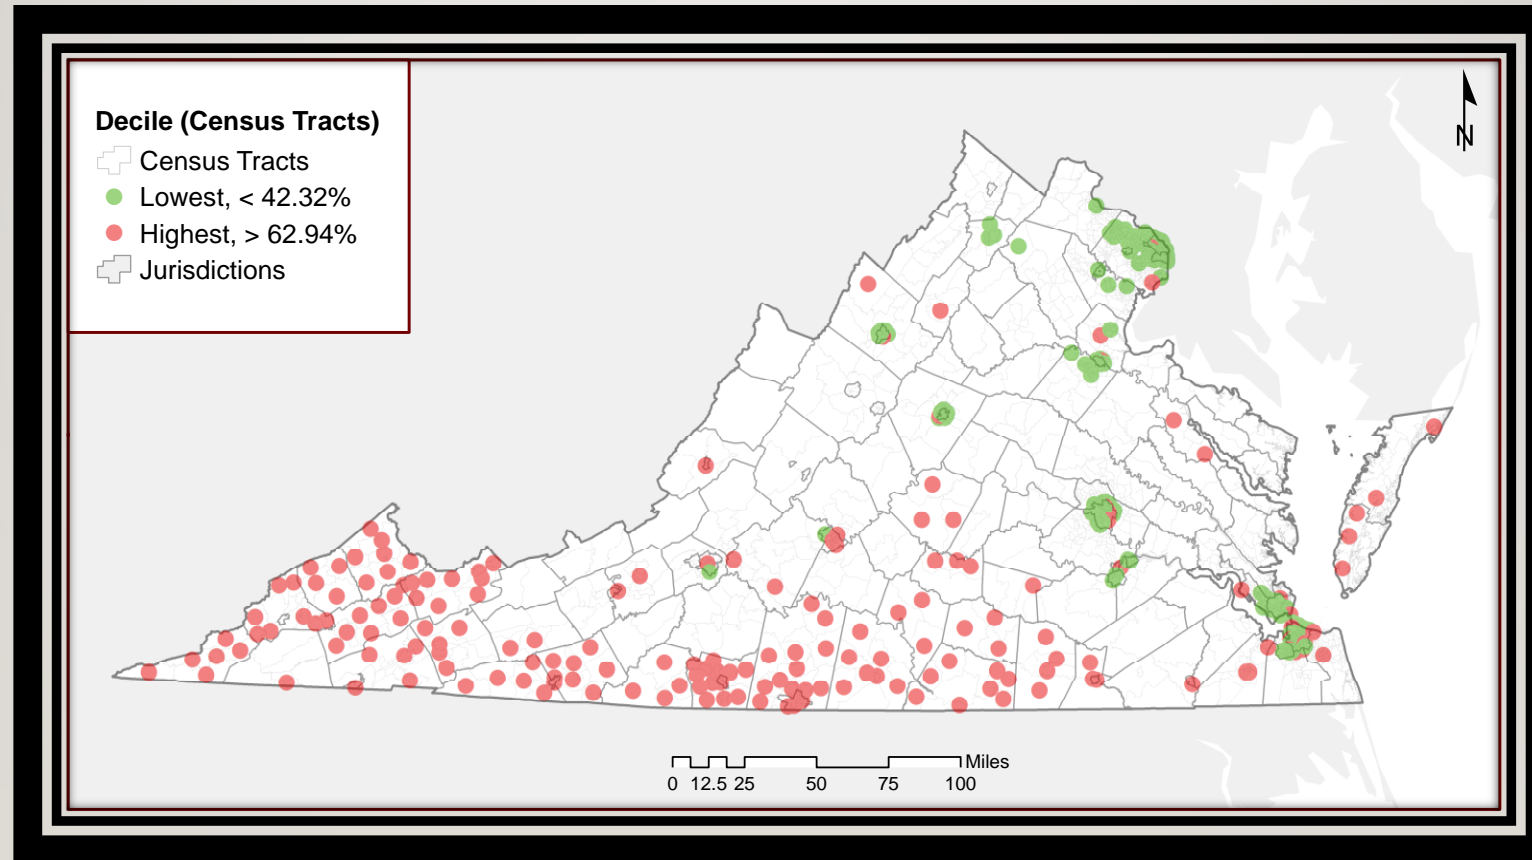 Decile (Census Tracts)
Census Tracts
Lowest, < 42.32%
Highest, > 62.94%
Jurisdictions
N
Miles
0 12.5 25 50 75 100